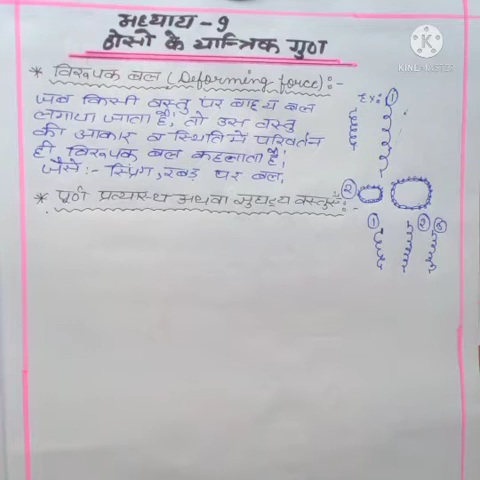 अध्याय - 9
ठोसों के यान्त्रिक गुण
K
KINEMASTER
* विरूपक बल (Deforming force) :-
जब किसी वस्तु पर बाह्य बल
लगाया जाता है, तो उस वस्तु
की आकार व स्थिति में परिवर्तन
ही विरूपक बल कहलाता है।
जैसे :- स्प्रिंग, रबड़ पर बल,
Ex: ①
②
* पूर्ण प्रत्यास्थ अथवा सुघट्य वस्तुएँ :-
① ② ③